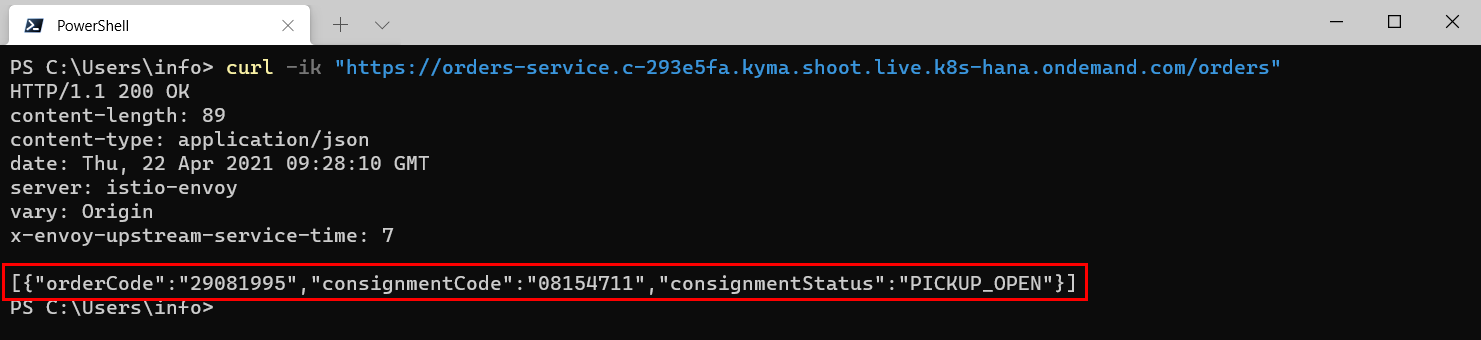 PowerShell
PS C:\Users\info> curl -ik "https://orders-service.c-293e5fa.kyma.shoot.live.k8s-hana.ondemand.com/orders"
HTTP/1.1 200 OK
content-length: 89
content-type: application/json
date: Thu, 22 Apr 2021 09:28:10 GMT
server: istio-envoy
vary: Origin
x-envoy-upstream-service-time: 7
[{"orderCode":"29081995","consignmentCode":"08154711","consignmentStatus":"PICKUP_OPEN"}]
PS C:\Users\info>